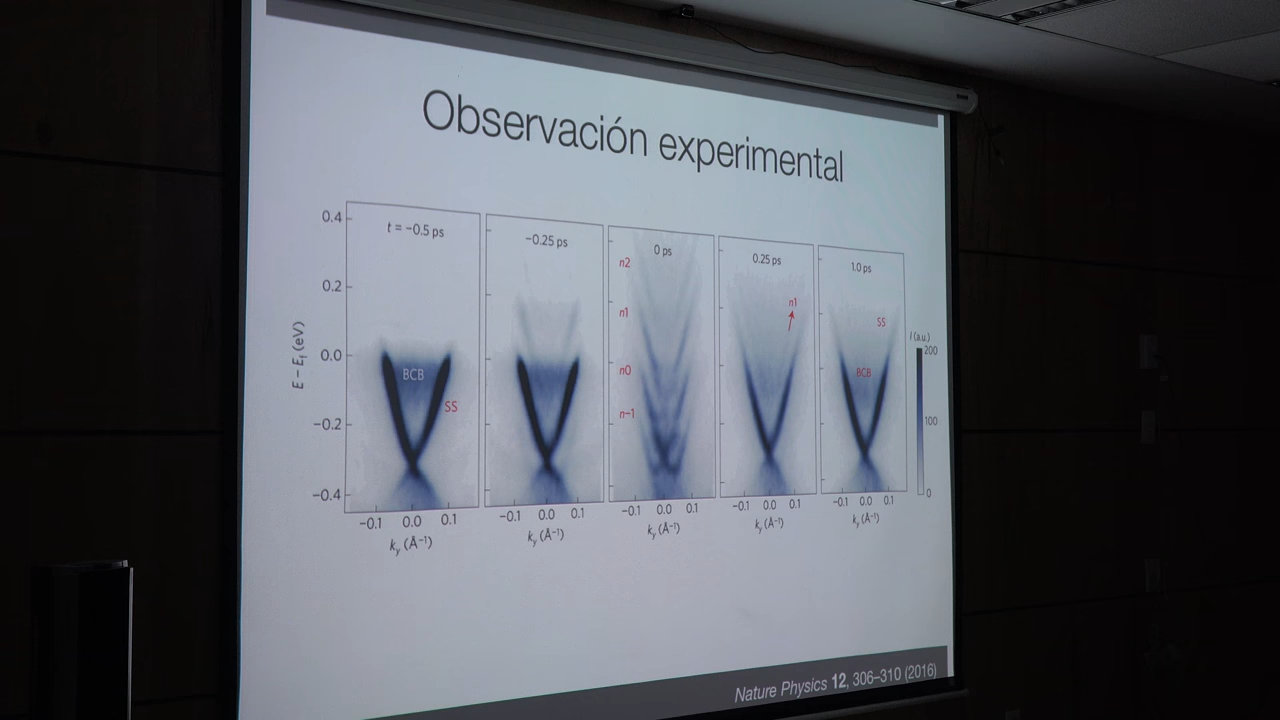 Observación experimental
t = −0.5 ps
−0.25 ps
0 ps
0.25 ps
1.0 ps
0.4
0.2
0.0
−0.2
−0.4
E − Ef (eV)
BCB
SS
n2
n1
n0
n−1
n1
SS
BCB
I (a.u.)
200
100
0
−0.1 0.0 0.1
−0.1 0.0 0.1
−0.1 0.0 0.1
−0.1 0.0 0.1
−0.1 0.0 0.1
ky (Å−1)
ky (Å−1)
ky (Å−1)
ky (Å−1)
ky (Å−1)
Nature Physics 12, 306–310 (2016)